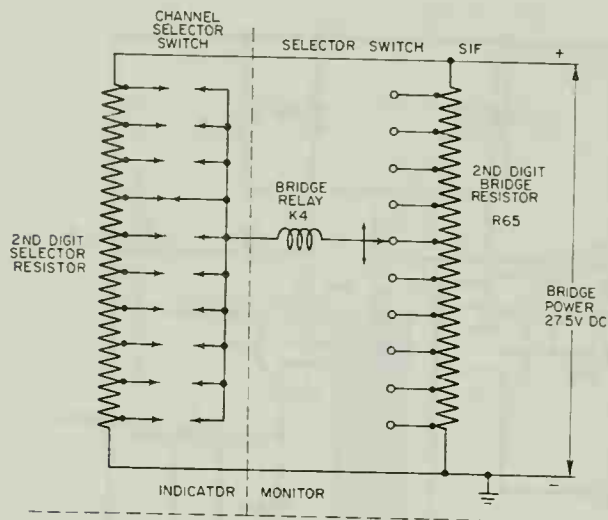 CHANNEL
SELECTOR
SWITCH
SELECTOR SWITCH S1F
+
BRIDGE
RELAY
K4
2ND DIGIT
BRIDGE
RESISTOR
R65
2ND DIGIT
SELECTOR
RESISTOR
BRIDGE
POWER
27.5V DC
INDICATOR
MONITOR
−